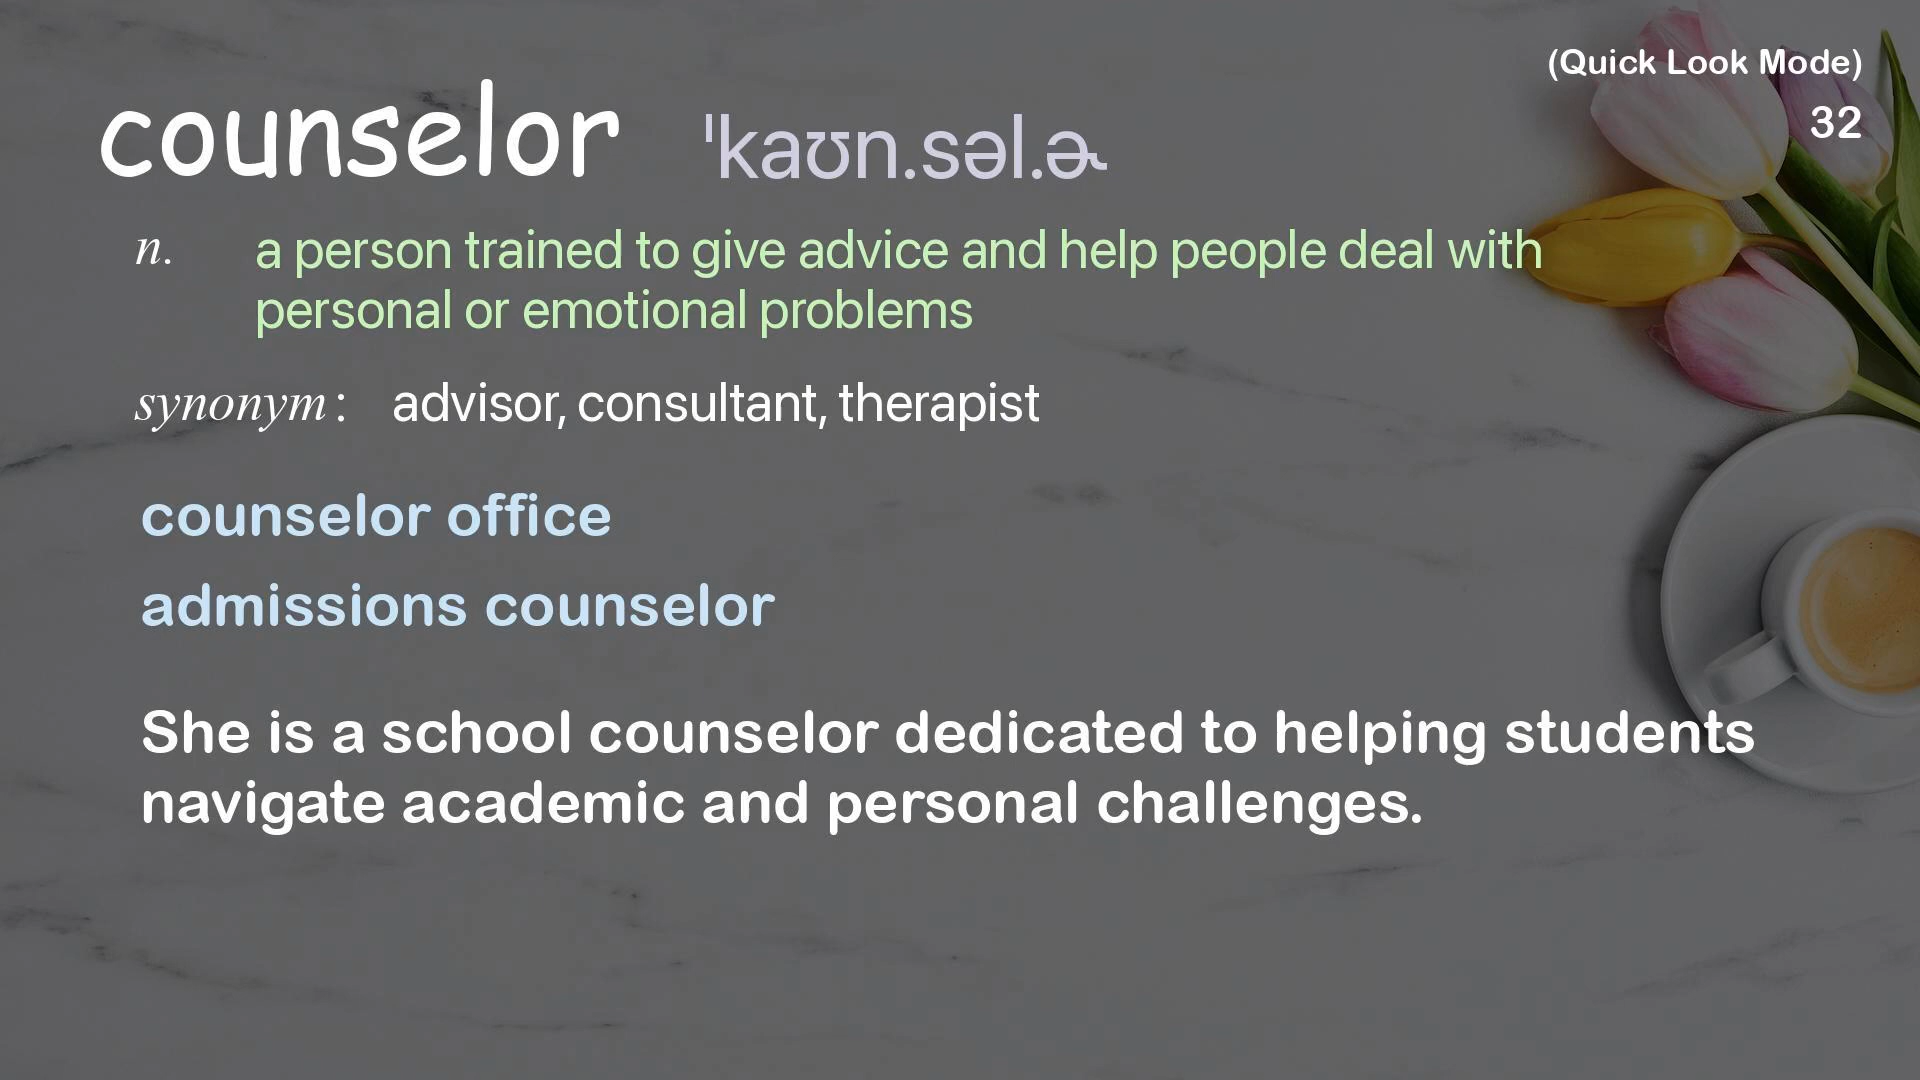 (Quick Look Mode)
32
counselor ˈkaʊn.səl.ɚ
n. a person trained to give advice and help people deal with
personal or emotional problems
synonym: advisor, consultant, therapist
counselor office
admissions counselor
She is a school counselor dedicated to helping students
navigate academic and personal challenges.